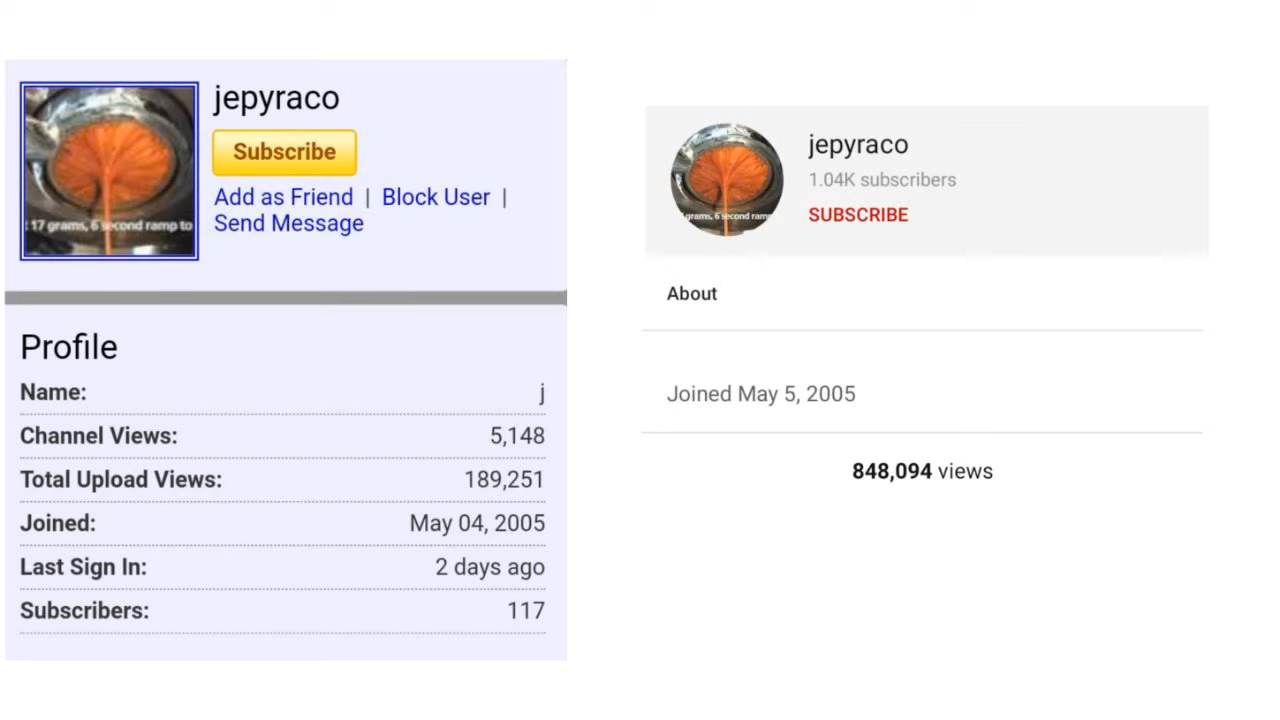 jepyraco
Subscribe
Add as Friend | Block User |
Send Message
17 grams, 6 second ramp to
Profile
Name: j
Channel Views: 5,148
Total Upload Views: 189,251
Joined: May 04, 2005
Last Sign In: 2 days ago
Subscribers: 117
jepyraco
1.04K subscribers
SUBSCRIBE
grams, 6 second ramp
About
Joined May 5, 2005
848,094 views